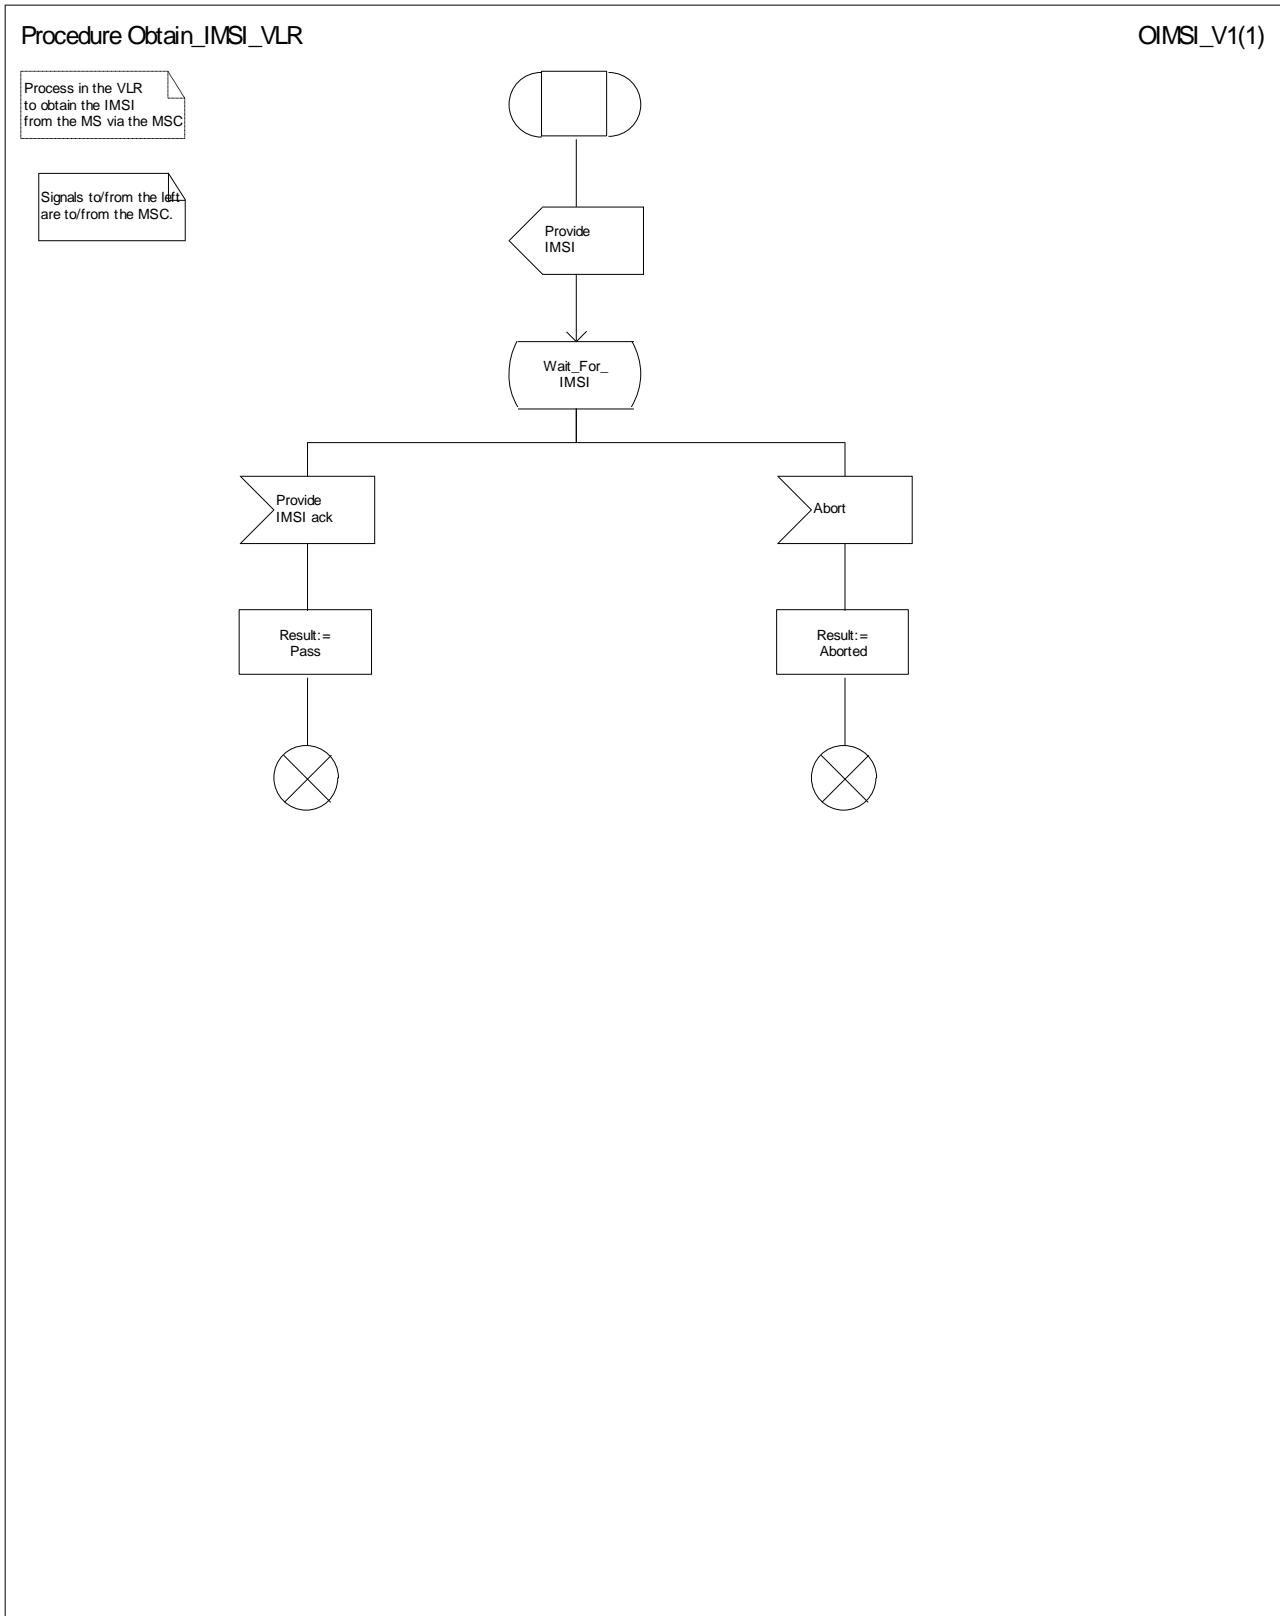 Procedure Obtain_IMSI_VLR
OIMSI_V1(1)
Process in the VLR
to obtain the IMSI
from the MS via the MSC
Signals to/from the left
are to/from the MSC.
Provide
IMSI
Wait_For_
IMSI
Provide
IMSI ack
Abort
Result:=
Pass
Result:=
Aborted